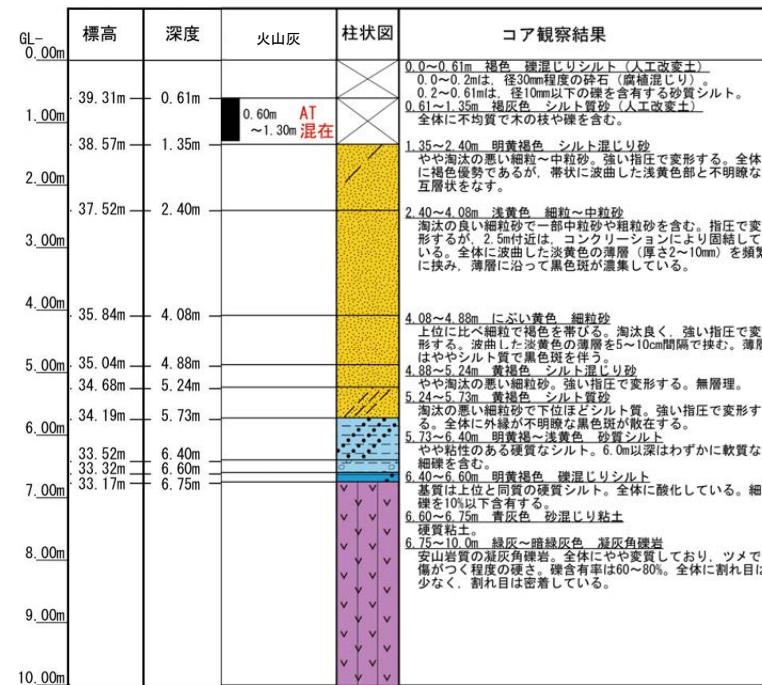 標高 深度 火山灰 柱状図 コア観察結果
GL-
0.00m
0.0～0.61m 褐色 礫混じりシルト（人工改変土）
0.0～0.2mは，径30mm程度の砕石（腐植混じり）。
0.2～0.61mは，径10mm以下の礫を含有する砂質シルト。
39.31m 0.61m
0.61～1.35m 褐灰色 シルト質砂（人工改変土）
全体に不均質で木の枝や礫を含む。
1.00m
0.60m AT
～1.30m 混在
38.57m 1.35m
1.35～2.40m 明黄褐色 シルト混じり砂
やや淘汰の悪い細粒～中粒砂。強い指圧で変形する。全体
に褐色優勢であるが，帯状に波曲した浅黄色部と不明瞭な
互層状をなす。
2.00m
37.52m 2.40m
2.40～4.08m 浅黄色 細粒～中粒砂
淘汰の良い細粒砂で一部中粒砂や粗粒砂を含む。指圧で変
形するが，2.5m付近は，コンクリーションにより固結して
いる。全体に波曲した淡黄色の薄層（厚さ2～10mm）を頻繁
に挟み，薄層に沿って黒色斑が濃集している。
3.00m
4.00m
35.84m 4.08m
4.08～4.88m にぶい黄色 細粒砂
上位に比べ細粒で褐色を帯びる。淘汰良く，強い指圧で変
形する。波曲した淡黄色の薄層を5～10cm間隔で挟む。薄層
はややシルト質で黒色斑を伴う。
35.04m 4.88m
5.00m
4.88～5.24m 黄褐色 シルト混じり砂
やや淘汰の悪い細粒砂。強い指圧で変形する。無層理。
34.68m 5.24m
5.24～5.73m 黄褐色 シルト質砂
淘汰の悪い細粒砂で下位ほどシルト質。強い指圧で変形す
る。全体に外縁が不明瞭な黒色斑が散在する。
34.19m 5.73m
5.73～6.40m 明黄褐～浅黄色 砂質シルト
やや粘性のある硬質なシルト。6.0m以深はわずかに軟質な
細礫を含む。
6.00m
33.52m 6.40m
6.40～6.60m 明黄褐色 礫混じりシルト
基質は上位と同質の硬質シルト。全体に酸化している。細
礫を10%以下含有する。
33.32m 6.60m
6.60～6.75m 青灰色 砂混じり粘土
硬質粘土。
33.17m 6.75m
7.00m
6.75～10.0m 緑灰～暗緑灰色 凝灰角礫岩
安山岩質の凝灰角礫岩。全体にやや変質しており，ツメで
傷がつく程度の硬さ。礫含有率は60～80%。全体に割れ目は
少なく，割れ目は密着している。
8.00m
9.00m
10.00m